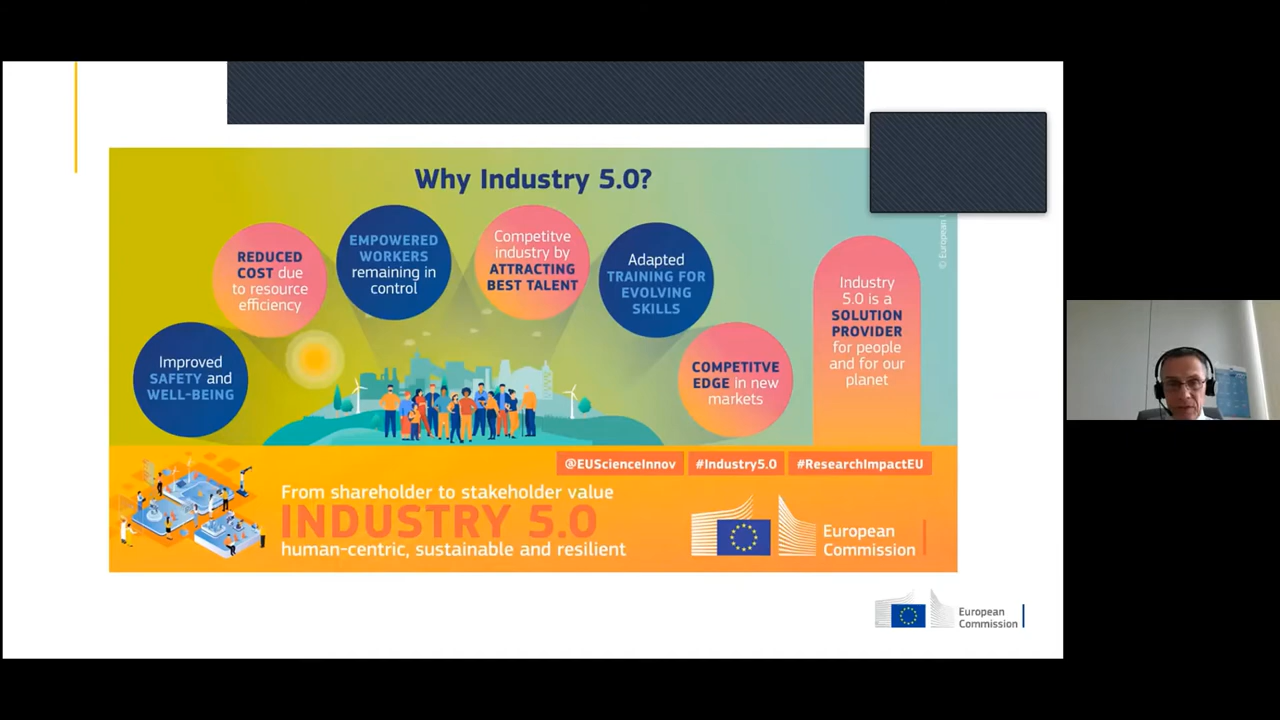 Why Industry 5.0?
Improved
SAFETY and
WELL-BEING
REDUCED
COST due
to resource
efficiency
EMPOWERED
WORKERS
remaining in
control
Competitve
industry by
ATTRACTING
BEST TALENT
Adapted
TRAINING FOR
EVOLVING
SKILLS
COMPETITVE
EDGE in new
markets
Industry
5.0 is a
SOLUTION
PROVIDER
for people
and for our
planet
© European
@EUScienceInnov
#Industry5.0
#ResearchImpactEU
From shareholder to stakeholder value
INDUSTRY 5.0
human-centric, sustainable and resilient
European
Commission
European
Commission